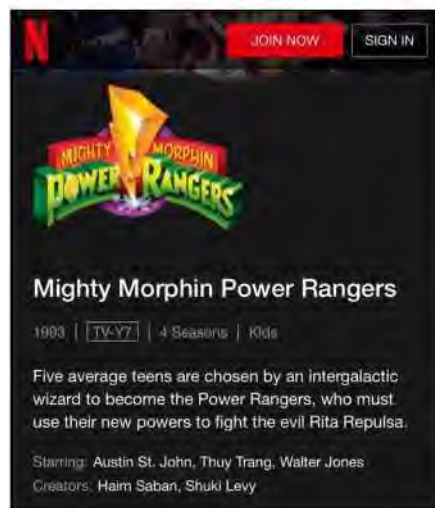 N
JOIN NOW
SIGN IN
MIGHTY MORPHIN
POWER RANGERS
Mighty Morphin Power Rangers
1993 | TV-Y7 | 4 Seasons | Kids
Five average teens are chosen by an intergalactic
wizard to become the Power Rangers, who must
use their new powers to fight the evil Rita Repulsa.
Starring: Austin St. John, Thuy Trang, Walter Jones
Creators: Haim Saban, Shuki Levy